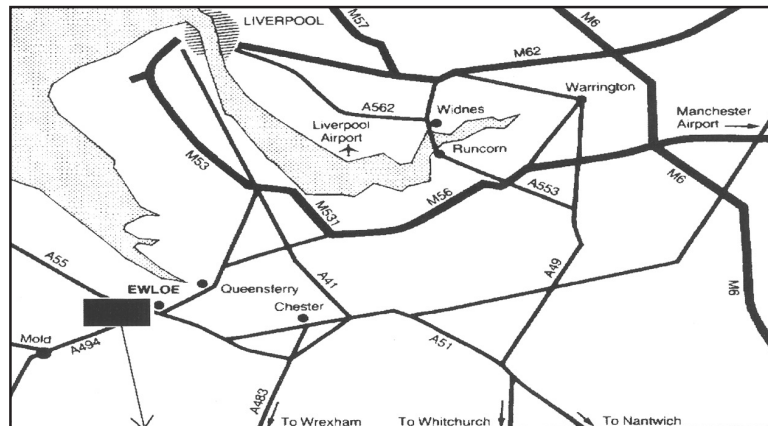 LIVERPOOL
M57
M6
M62
Warrington
A562
Widnes
Manchester
Airport
Liverpool
Airport
Runcorn
M53
M6
A553
M56
M531
A55
A41
A49
M6
EWLOE
Queensferry
Chester
Mold
A494
A51
A483
To Wrexham
To Whitchurch
To Nantwich